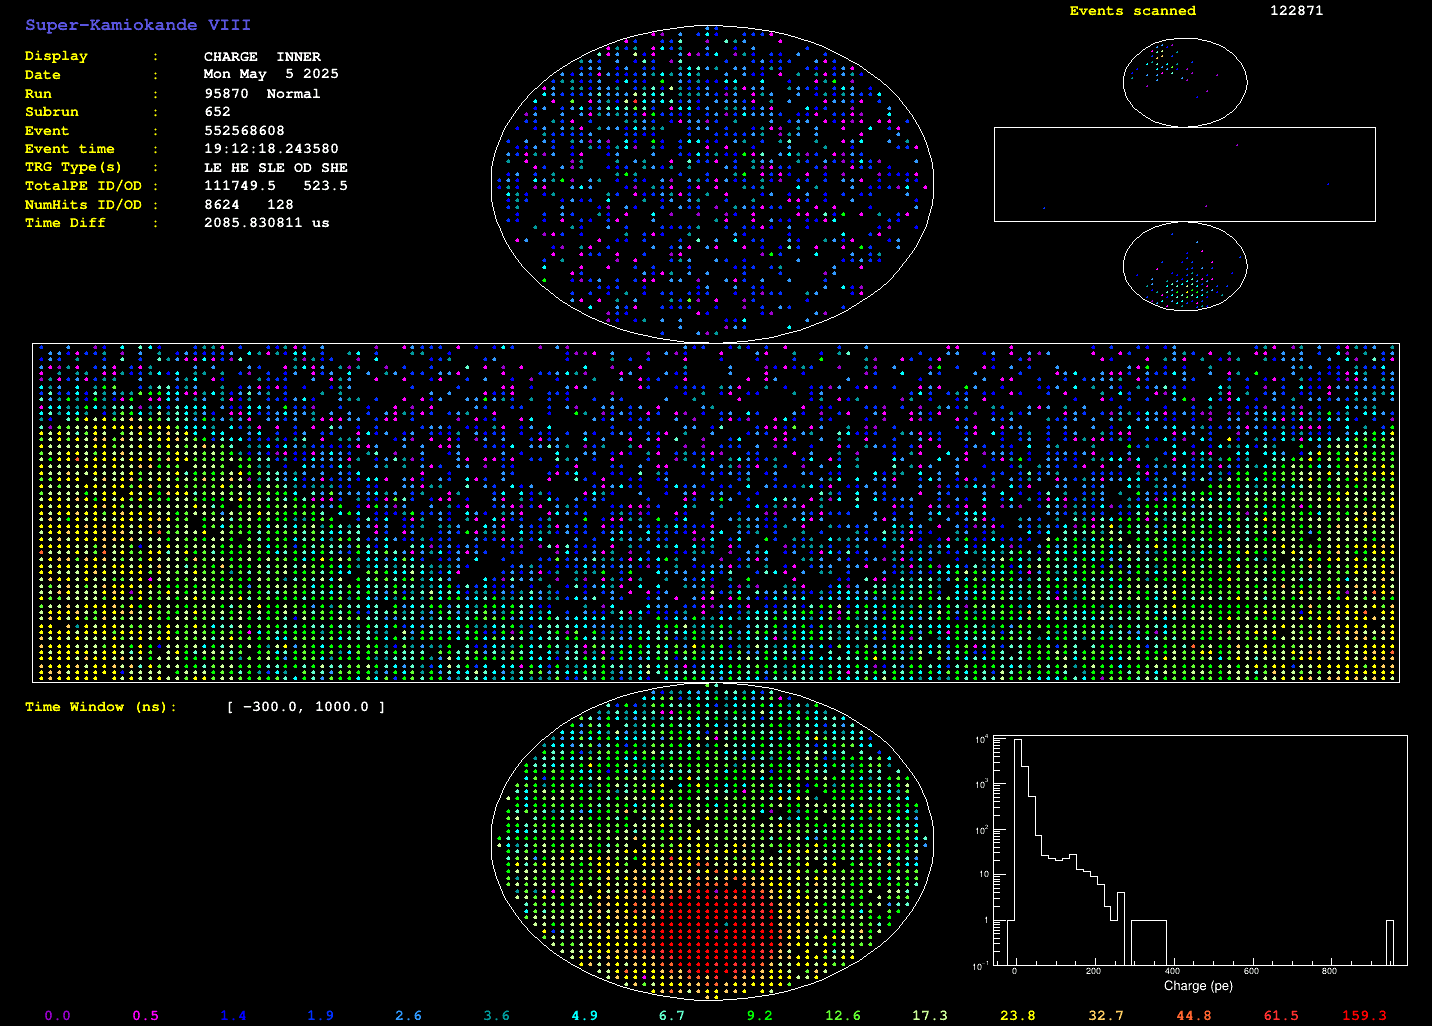 Super-Kamiokande VIII
Display : CHARGE INNER
Date : Mon May 5 2025
Run : 95870 Normal
Subrun : 652
Event : 552568608
Event time : 19:12:18.243580
TRG Type(s) : LE HE SLE OD SHE
TotalPE ID/OD : 111749.5 523.5
NumHits ID/OD : 8624 128
Time Diff : 2085.830811 us
Events scanned 122871
Time Window (ns): [ -300.0, 1000.0 ]
10^4
10^3
10^2
10
1
10^-1
0 200 400 600 800
Charge (pe)
0.0 0.5 1.4 1.9 2.6 3.6 4.9 6.7 9.2 12.6 17.3 23.8 32.7 44.8 61.5 159.3